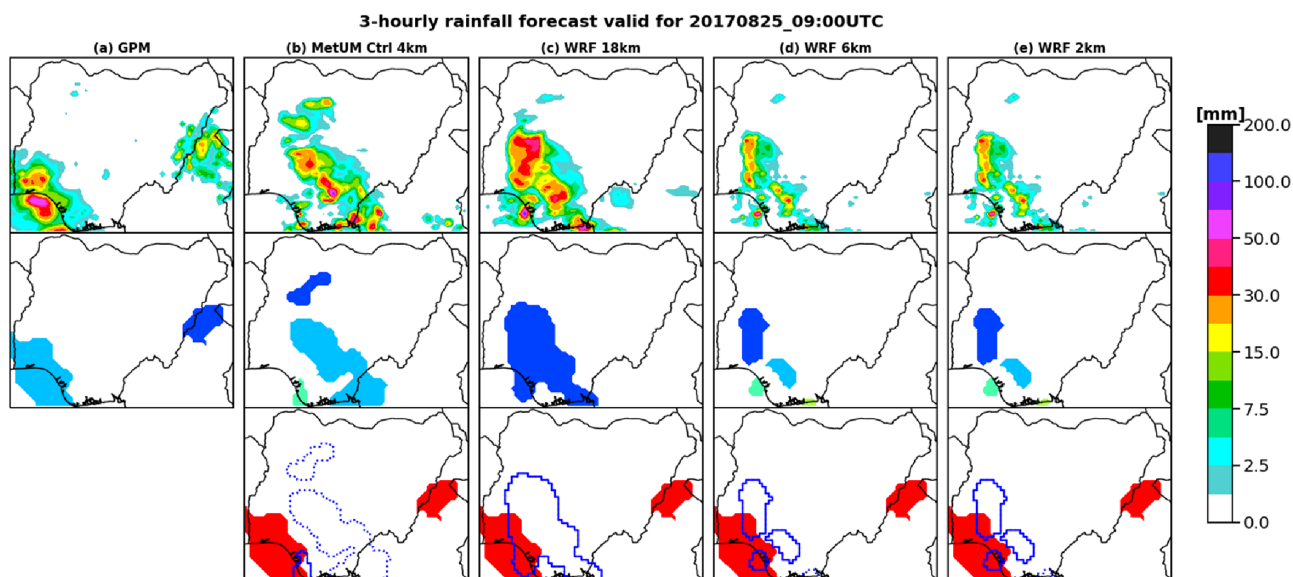 3-hourly rainfall forecast valid for 20170825_09:00UTC
(a) GPM
(b) MetUM Ctrl 4km
(c) WRF 18km
(d) WRF 6km
(e) WRF 2km
[mm]
200.0
100.0
50.0
30.0
15.0
7.5
2.5
0.0